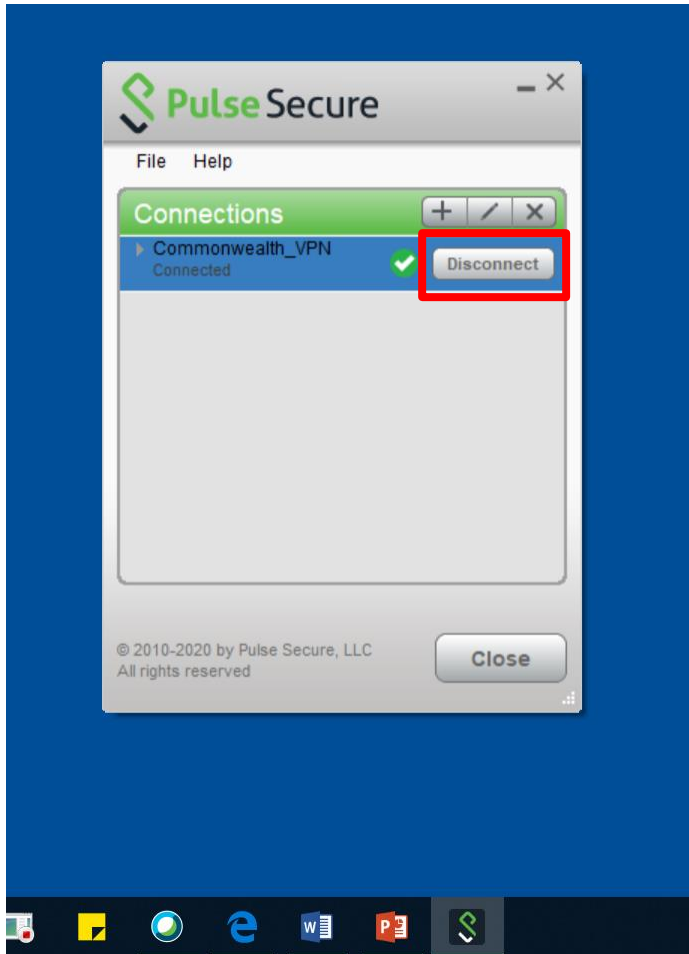 Pulse Secure
File Help
Connections
Commonwealth_VPN
Connected
Disconnect
© 2010-2020 by Pulse Secure, LLC
All rights reserved
Close
W
P